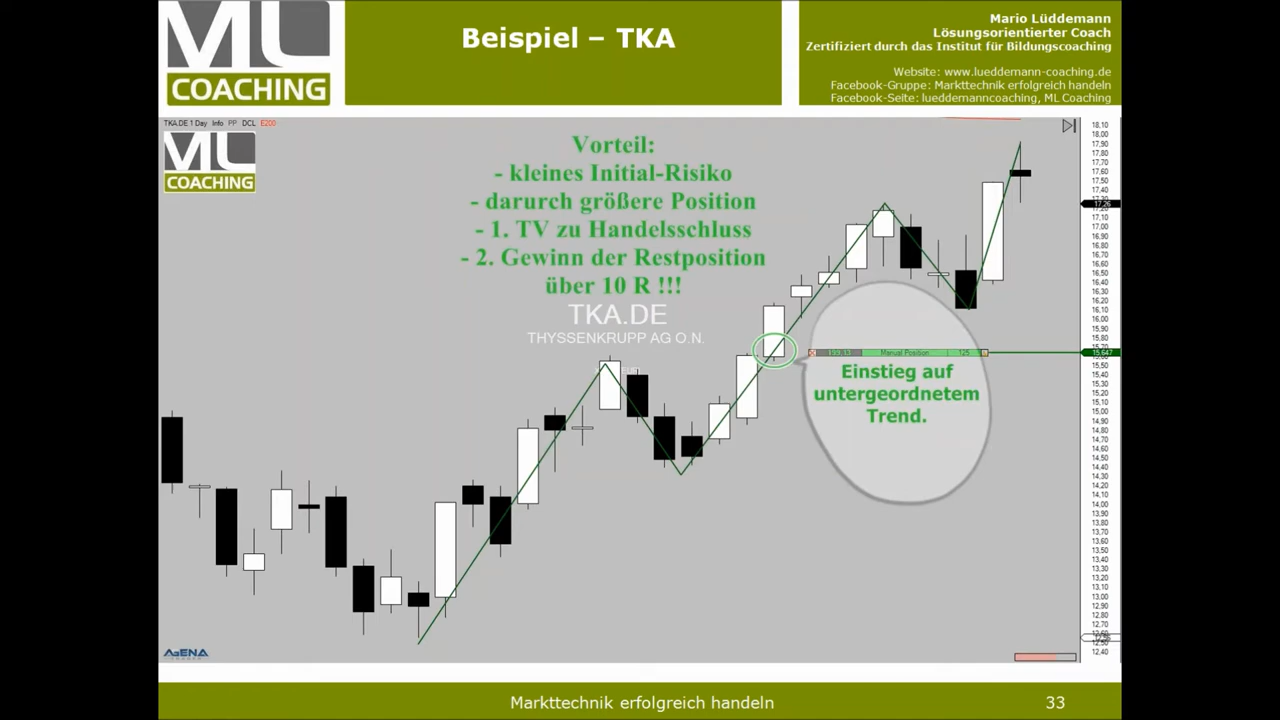 ML
COACHING
Beispiel – TKA
Mario Lüddemann
Lösungsorientierter Coach
Zertifiziert durch das Institut für Bildungscoaching
Website: www.lueddemann-coaching.de
Facebook-Gruppe: Markttechnik erfolgreich handeln
Facebook-Seite: lueddemanncoaching, ML Coaching
TKA.DE 1 Day Info PP DCL E200
ML
COACHING
Vorteil:
- kleines Initial-Risiko
- darurch größere Position
- 1. TV zu Handelsschluss
- 2. Gewinn der Restposition
über 10 R !!!
TKA.DE
THYSSENKRUPP AG O.N.
Manual Position 125
Einstieg auf
untergeordnetem
Trend.
18,10
18,00
17,90
17,80
17,70
17,60
17,50
17,40
17,30
17,26
17,10
17,00
16,90
16,80
16,70
16,60
16,50
16,40
16,30
16,20
16,10
16,00
15,90
15,80
15,70
15,647
15,50
15,40
15,30
15,20
15,10
15,00
14,90
14,80
14,70
14,60
14,50
14,40
14,30
14,20
14,10
14,00
13,90
13,80
13,70
13,60
13,50
13,40
13,30
13,20
13,10
13,00
12,90
12,80
12,70
12,50
12,40
AgENA
Markttechnik erfolgreich handeln
33